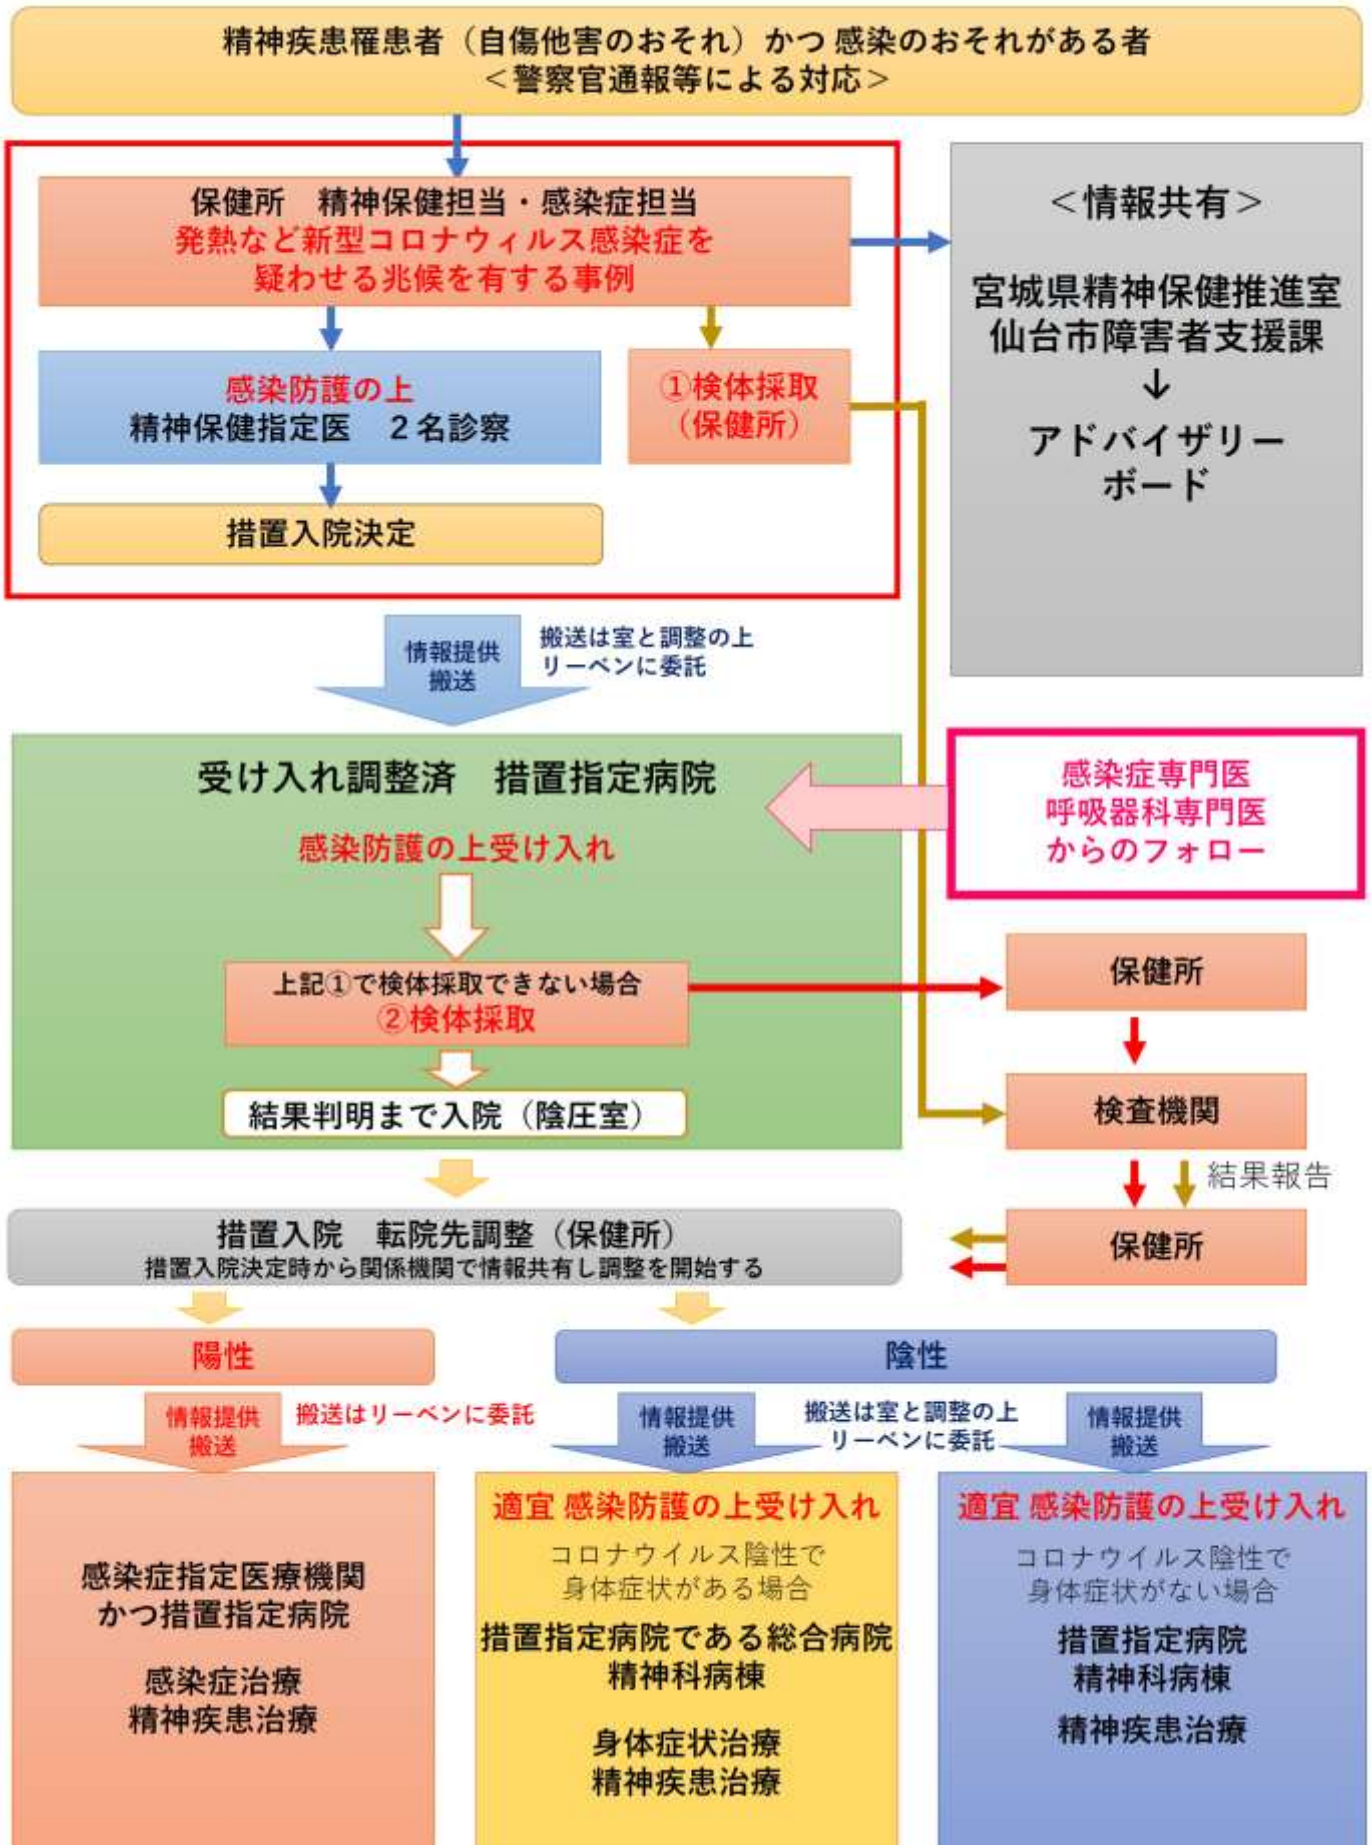 精神疾患罹患者（自傷他害のおそれ）かつ 感染のおそれがある者
＜警察官通報等による対応＞
保健所　精神保健担当・感染症担当
発熱など新型コロナウィルス感染症を
疑わせる兆候を有する事例
＜情報共有＞
宮城県精神保健推進室
仙台市障害者支援課
↓
アドバイザリー
ボード
感染防護の上
精神保健指定医　２名診察
①検体採取
（保健所）
措置入院決定
情報提供
搬送
搬送は室と調整の上
リーベンに委託
受け入れ調整済　措置指定病院
感染防護の上受け入れ
感染症専門医
呼吸器科専門医
からのフォロー
上記①で検体採取できない場合
②検体採取
結果判明まで入院（陰圧室）
保健所
検査機関
結果報告
保健所
措置入院　転院先調整（保健所）
措置入院決定時から関係機関で情報共有し調整を開始する
陽性
陰性
情報提供
搬送
搬送はリーベンに委託
情報提供
搬送
搬送は室と調整の上
リーベンに委託
情報提供
搬送
感染症指定医療機関
かつ措置指定病院
感染症治療
精神疾患治療
適宜 感染防護の上受け入れ
コロナウイルス陰性で
身体症状がある場合
措置指定病院である総合病院
精神科病棟
身体症状治療
精神疾患治療
適宜 感染防護の上受け入れ
コロナウイルス陰性で
身体症状がない場合
措置指定病院
精神科病棟
精神疾患治療